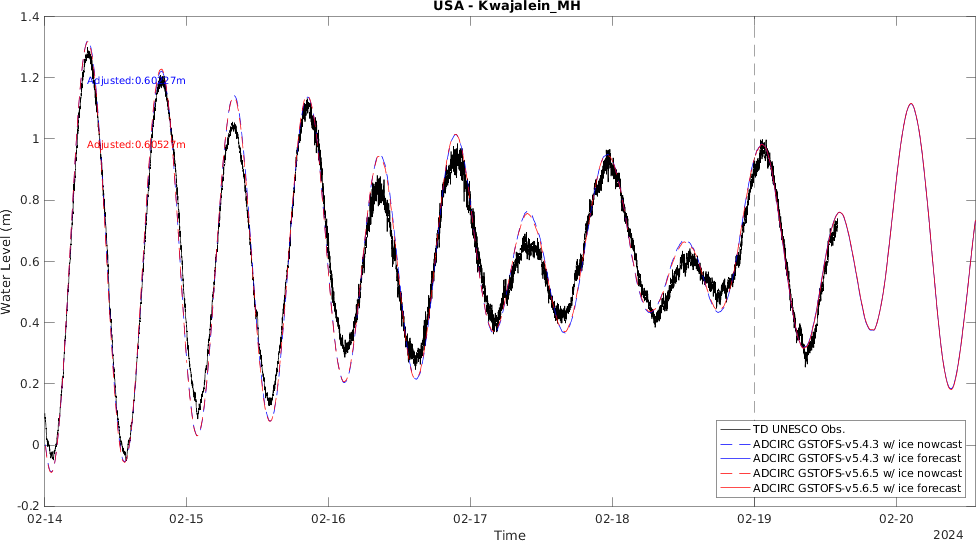 USA - Kwajalein_MH
1.4
1.2
1
0.8
0.6
0.4
0.2
0
-0.2
Water Level (m)
Adjusted:0.60527m
TD UNESCO Obs.
ADCIRC GSTOFS-v5.4.3 w/ ice nowcast
ADCIRC GSTOFS-v5.4.3 w/ ice forecast
ADCIRC GSTOFS-v5.6.5 w/ ice nowcast
ADCIRC GSTOFS-v5.6.5 w/ ice forecast
02-14 02-15 02-16 02-17 02-18 02-19 02-20
Time
2024